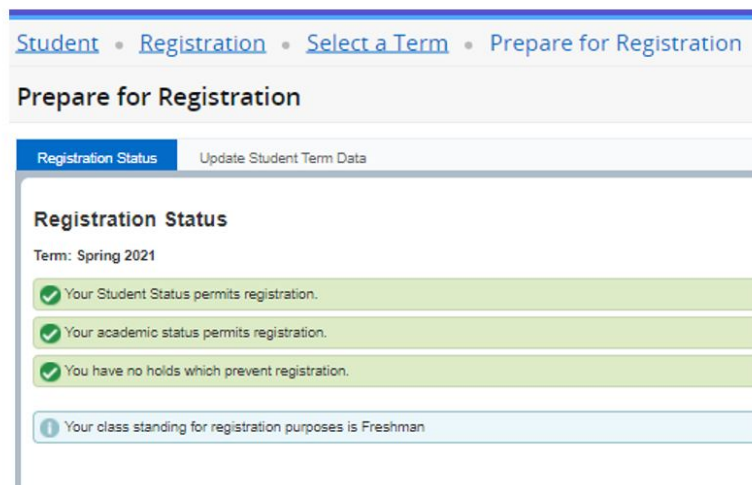 Student • Registration • Select a Term • Prepare for Registration
Prepare for Registration
Registration Status Update Student Term Data
Registration Status
Term: Spring 2021
Your Student Status permits registration.
Your academic status permits registration.
You have no holds which prevent registration.
Your class standing for registration purposes is Freshman